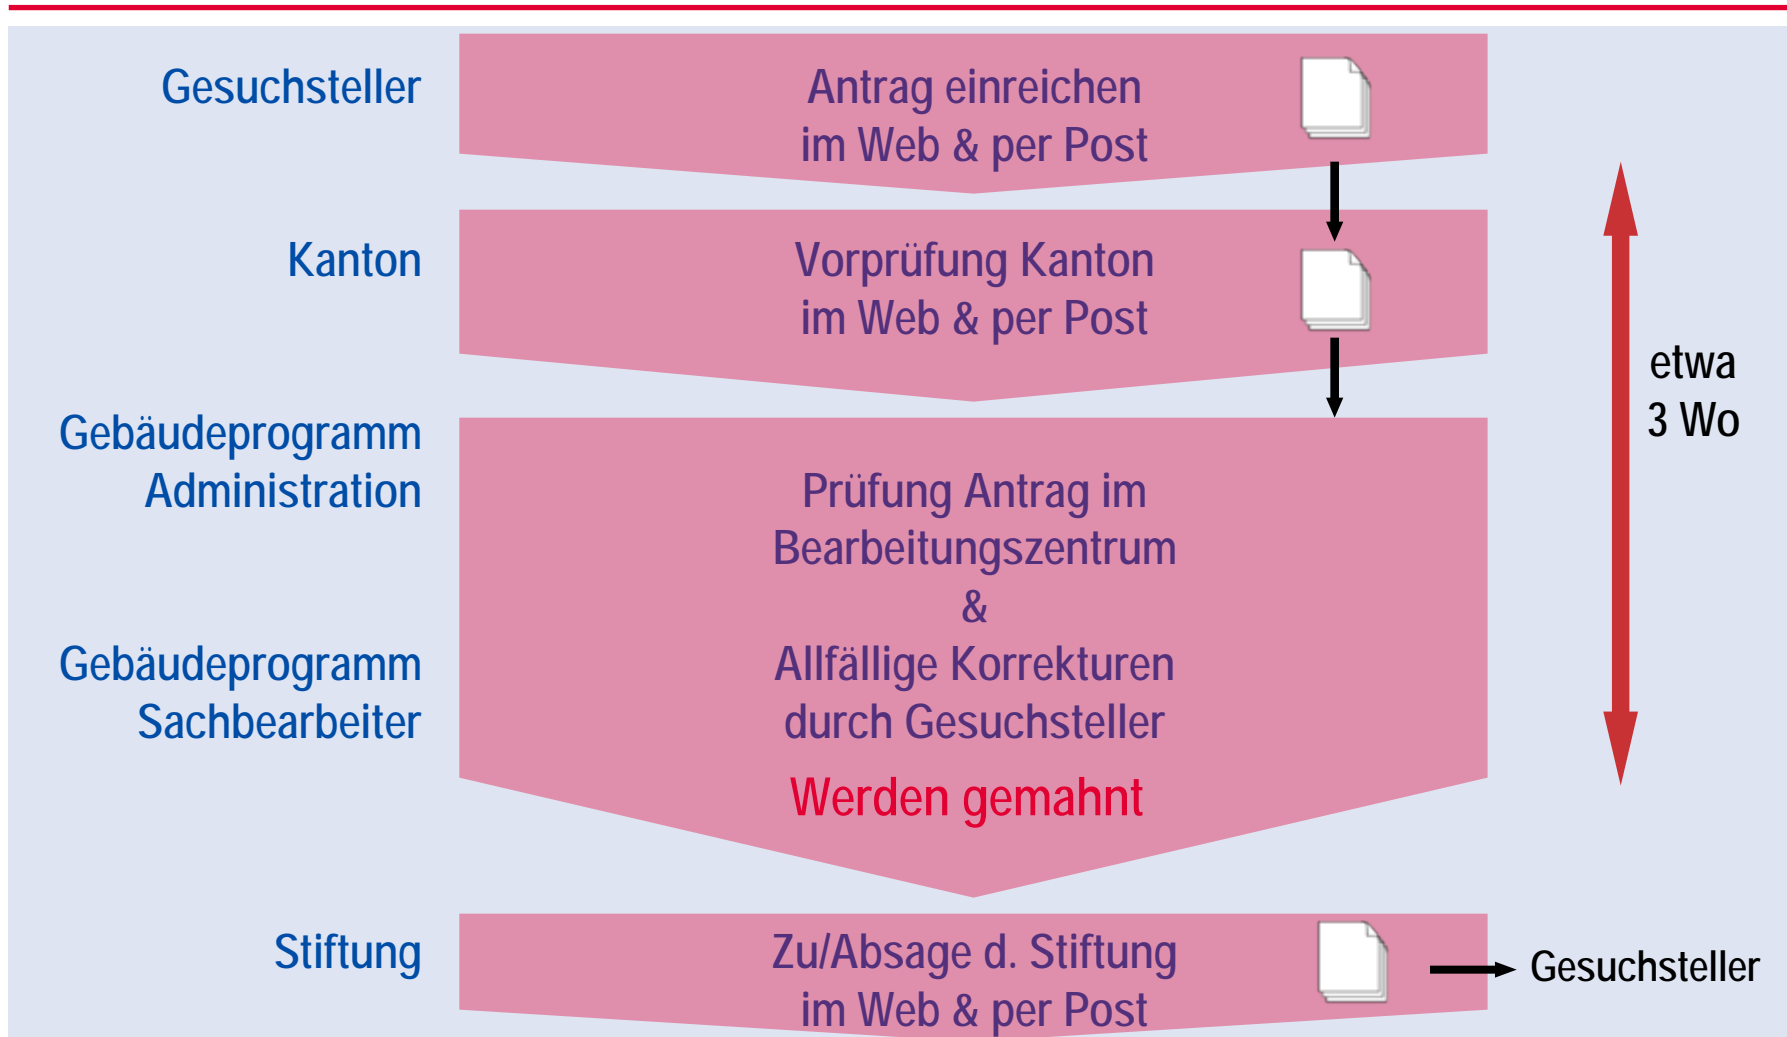 Gesuchsteller
Antrag einreichen
im Web & per Post
Kanton
Vorprüfung Kanton
im Web & per Post
etwa
3 Wo
Gebäudeprogramm
Administration
Prüfung Antrag im
Bearbeitungszentrum
&
Gebäudeprogramm
Sachbearbeiter
Allfällige Korrekturen
durch Gesuchsteller
Werden gemahnt
Stiftung
Zu/Absage d. Stiftung
im Web & per Post
Gesuchsteller